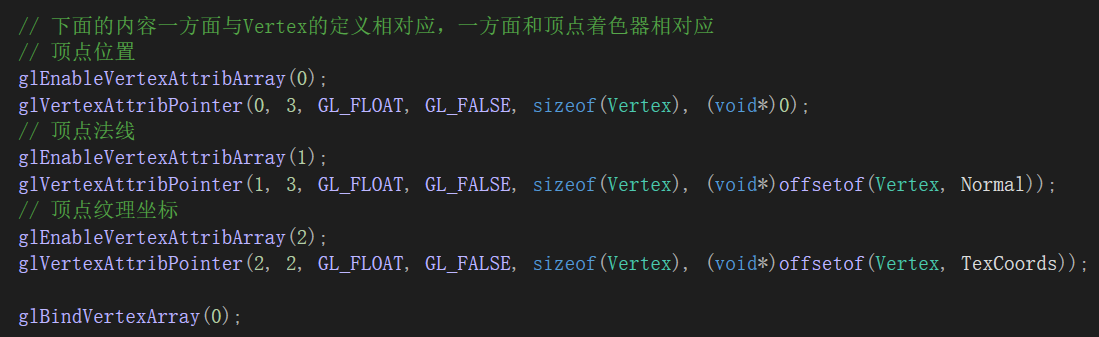 // 下面的内容一方面与Vertex的定义相对应，一方面和顶点着色器相对应
// 顶点位置
glEnableVertexAttribArray(0);
glVertexAttribPointer(0, 3, GL_FLOAT, GL_FALSE, sizeof(Vertex), (void*)0);
// 顶点法线
glEnableVertexAttribArray(1);
glVertexAttribPointer(1, 3, GL_FLOAT, GL_FALSE, sizeof(Vertex), (void*)offsetof(Vertex, Normal));
// 顶点纹理坐标
glEnableVertexAttribArray(2);
glVertexAttribPointer(2, 2, GL_FLOAT, GL_FALSE, sizeof(Vertex), (void*)offsetof(Vertex, TexCoords));
glBindVertexArray(0);